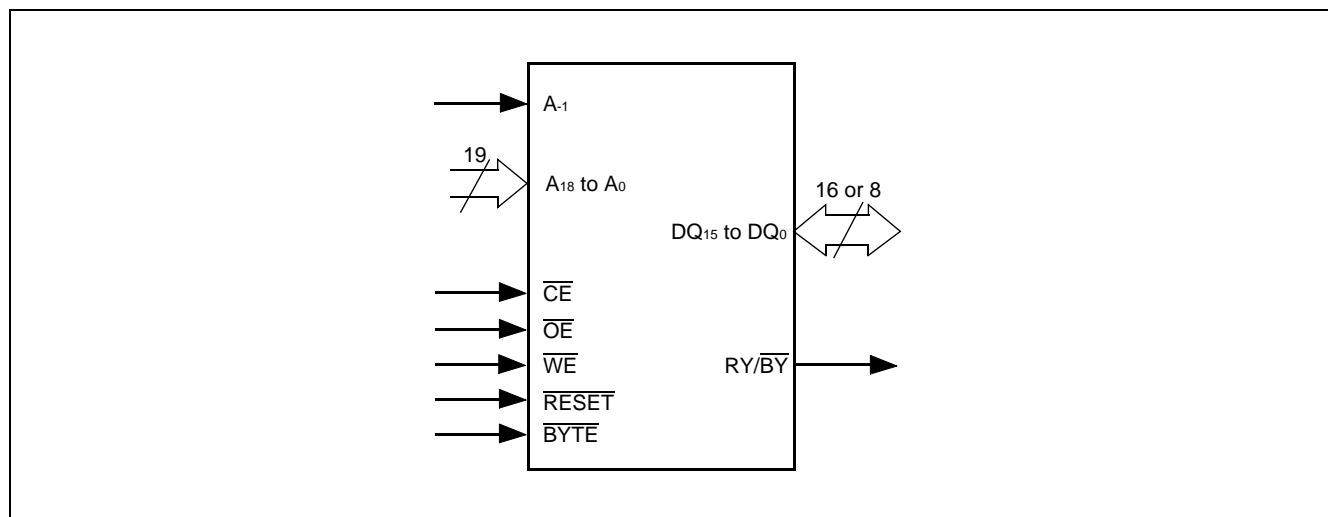 A-1
19
A18 to A0
16 or 8
DQ15 to DQ0
CE
OE
WE
RY/BY
RESET
BYTE